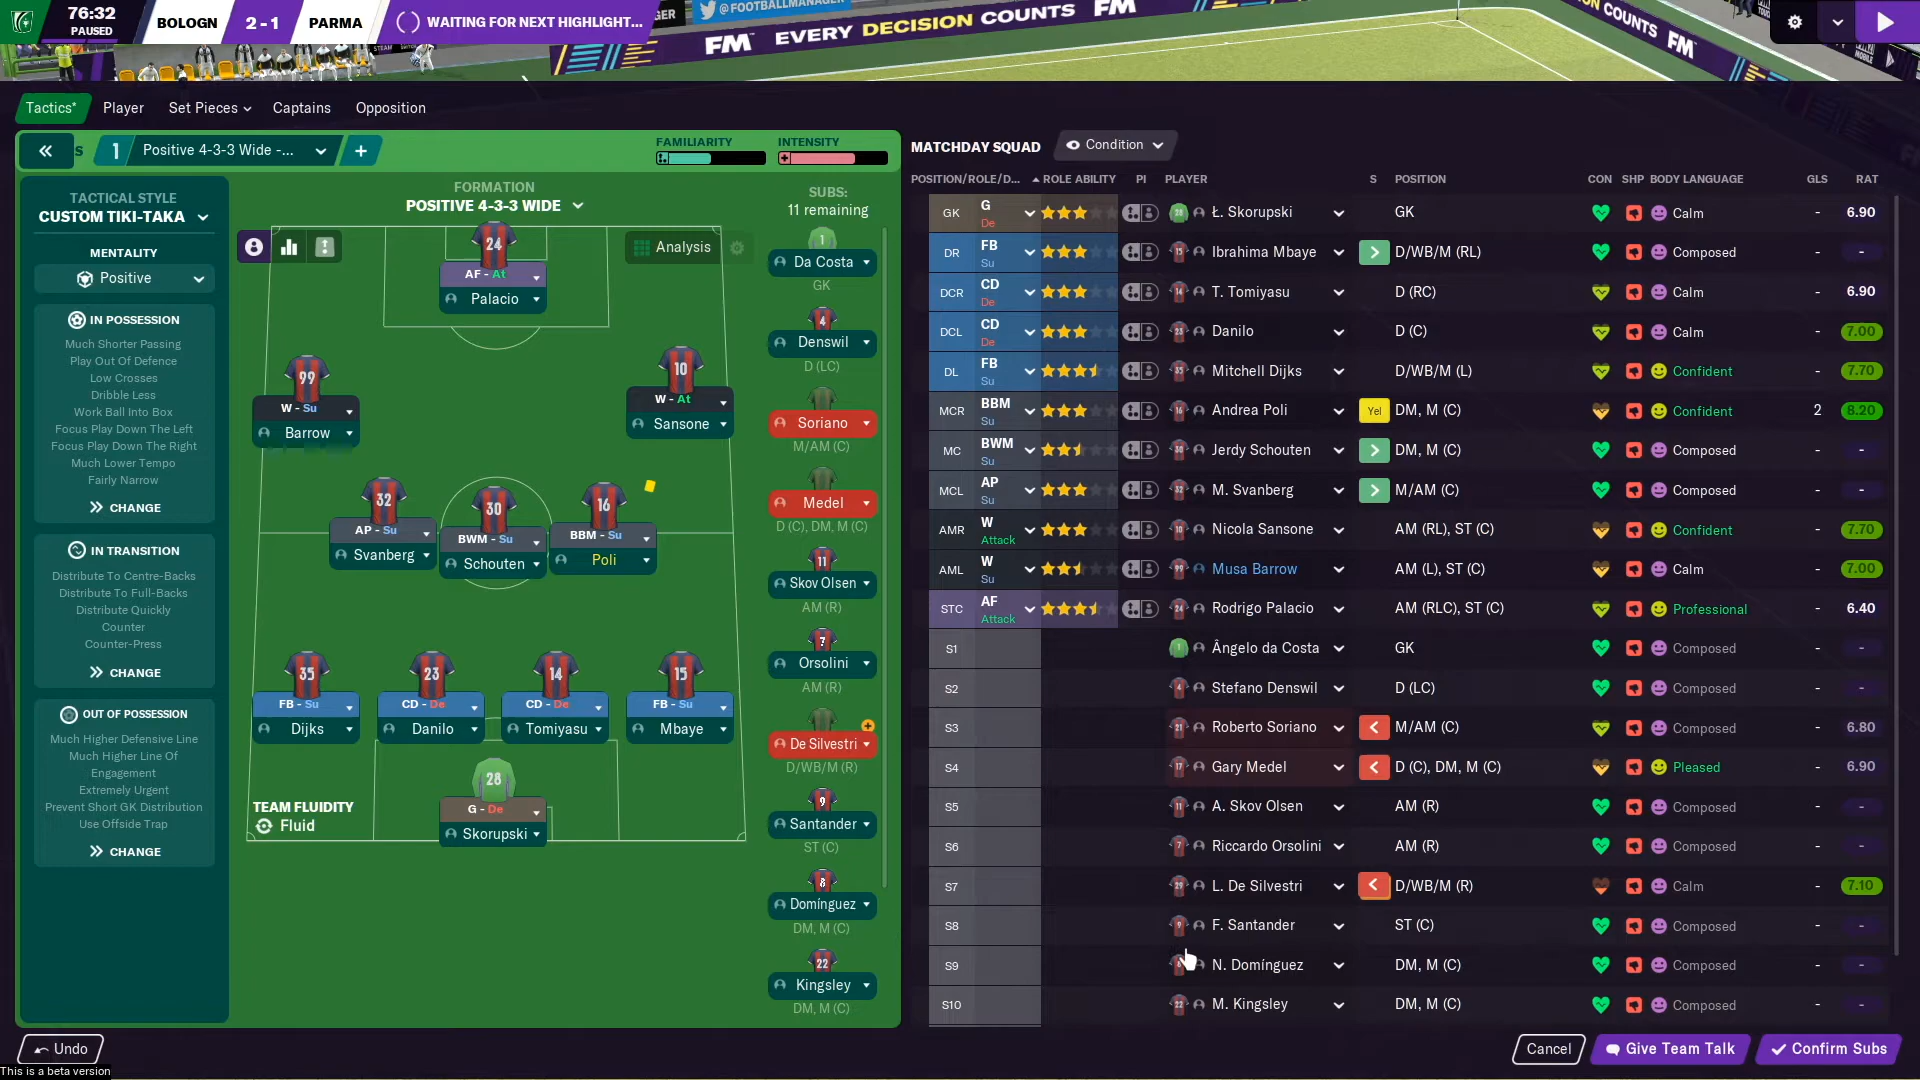 76:32
PAUSED
BOLOGN
2 - 1
PARMA
WAITING FOR NEXT HIGHLIGHT...
@FOOTBALLMANAGER
FM
EVERY DECISION COUNTS
FM
COUNTS
FM
Tactics*
Player
Set Pieces
Captains
Opposition
S
1
Positive 4-3-3 Wide -...
+
FAMILIARITY
INTENSITY
MATCHDAY SQUAD
Condition
TACTICAL STYLE
CUSTOM TIKI-TAKA
MENTALITY
Positive
IN POSSESSION
Much Shorter Passing
Play Out Of Defence
Low Crosses
Dribble Less
Work Ball Into Box
Focus Play Down The Left
Focus Play Down The Right
Much Lower Tempo
Fairly Narrow
CHANGE
IN TRANSITION
Distribute To Centre-Backs
Distribute To Full-Backs
Distribute Quickly
Counter
Counter-Press
CHANGE
OUT OF POSSESSION
Much Higher Defensive Line
Much Higher Line Of
Engagement
Extremely Urgent
Prevent Short GK Distribution
Use Offside Trap
CHANGE
FORMATION
POSITIVE 4-3-3 WIDE
Analysis
24
AF - At
Palacio
99
W - Su
Barrow
10
W - At
Sansone
32
AP - Su
Svanberg
30
BWM - Su
Schouten
16
BBM - Su
Poli
35
FB - Su
Dijks
23
CD - De
Danilo
14
CD - De
Tomiyasu
15
FB - Su
Mbaye
28
G - De
Skorupski
TEAM FLUIDITY
Fluid
SUBS:
11 remaining
1
Da Costa
GK
4
Denswil
D (LC)
Soriano
M/AM (C)
Medel
D (C), DM, M (C)
11
Skov Olsen
AM (R)
7
Orsolini
AM (R)
De Silvestri
D/WB/M (R)
9
Santander
ST (C)
8
Domínguez
DM, M (C)
22
Kingsley
DM, M (C)
POSITION/ROLE/D... ROLE ABILITY PI PLAYER S POSITION CON SHP BODY LANGUAGE GLS RAT
GK G De Ł. Skorupski GK Calm - 6.90
DR FB Su Ibrahima Mbaye D/WB/M (RL) Composed - -
DCR CD De T. Tomiyasu D (RC) Calm - 6.90
DCL CD De Danilo D (C) Calm - 7.00
DL FB Su Mitchell Dijks D/WB/M (L) Confident - 7.70
MCR BBM Su Andrea Poli Yel DM, M (C) Confident 2 8.20
MC BWM Su Jerdy Schouten DM, M (C) Composed - -
MCL AP Su M. Svanberg M/AM (C) Composed - -
AMR W Attack Nicola Sansone AM (RL), ST (C) Confident - 7.70
AML W Su Musa Barrow AM (L), ST (C) Calm - 7.00
STC AF Attack Rodrigo Palacio AM (RLC), ST (C) Professional - 6.40
S1 Ângelo da Costa GK Composed - -
S2 Stefano Denswil D (LC) Composed - -
S3 Roberto Soriano M/AM (C) Composed - 6.80
S4 Gary Medel D (C), DM, M (C) Pleased - 6.90
S5 A. Skov Olsen AM (R) Composed - -
S6 Riccardo Orsolini AM (R) Composed - -
S7 L. De Silvestri D/WB/M (R) Calm - 7.10
S8 F. Santander ST (C) Composed - -
S9 N. Domínguez DM, M (C) Composed - -
S10 M. Kingsley DM, M (C) Composed - -
Undo
Cancel
Give Team Talk
Confirm Subs
This is a beta version